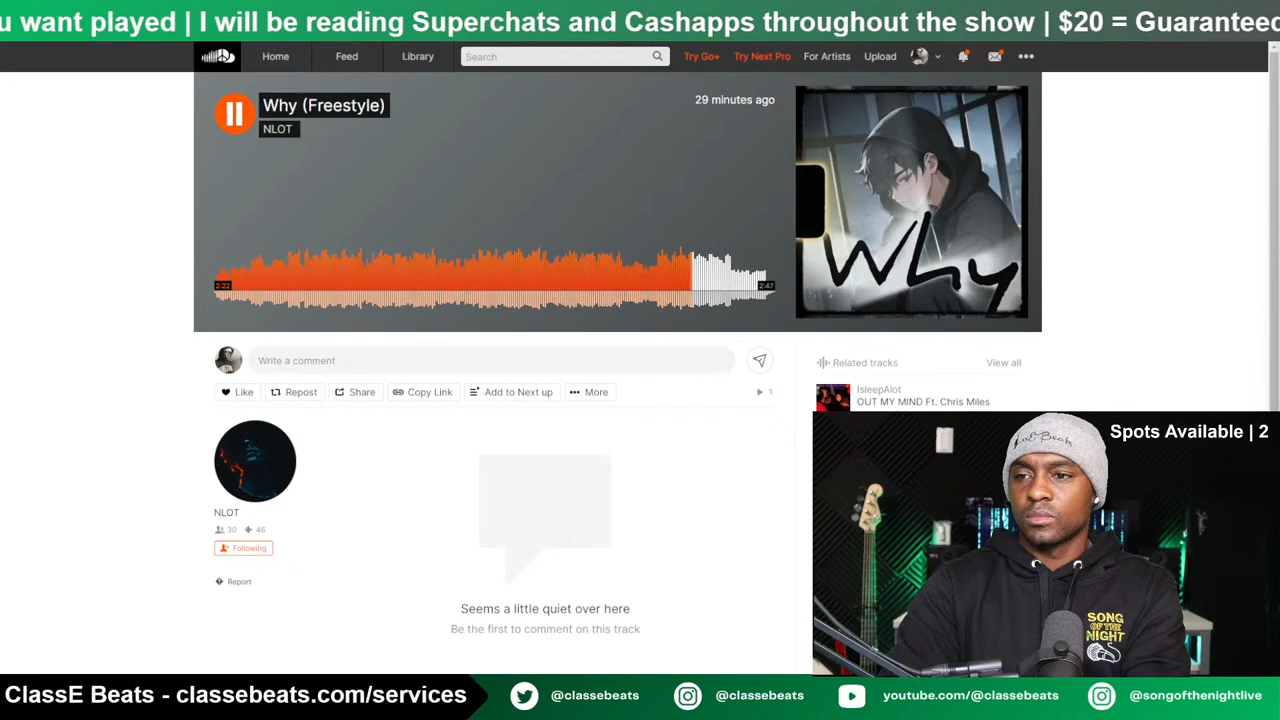 u want played | I will be reading Superchats and Cashapps throughout the show | $20 = Guaranteed
Home
Feed
Library
Search
Try Go+
Try Next Pro
For Artists
Upload
Why (Freestyle)
NLOT
29 minutes ago
Why
2:22
2:47
Write a comment
Like
Repost
Share
Copy Link
Add to Next up
More
1
Related tracks
View all
IsleepAlot
OUT MY MIND Ft. Chris Miles
Spots Available | 2
NLOT
30
46
Following
Report
Seems a little quiet over here
Be the first to comment on this track
SONG
OF THE
NIGHT
ClassE Beats - classebeats.com/services
@classebeats
@classebeats
youtube.com/@classebeats
@songofthenightlive